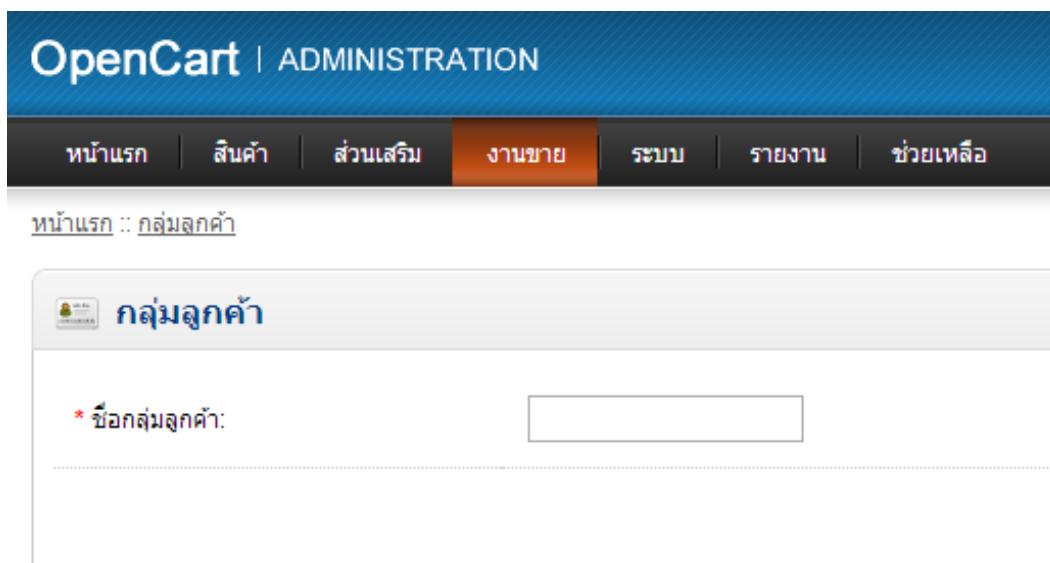 OpenCart | ADMINISTRATION
หน้าแรก สินค้า ส่วนเสริม งานขาย ระบบ รายงาน ช่วยเหลือ
หน้าแรก :: กลุ่มลูกค้า
กลุ่มลูกค้า
* ชื่อกลุ่มลูกค้า: